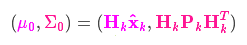 (μ₀, Σ₀) = (Hₖx̂ₖ, HₖPₖHₖᵀ)